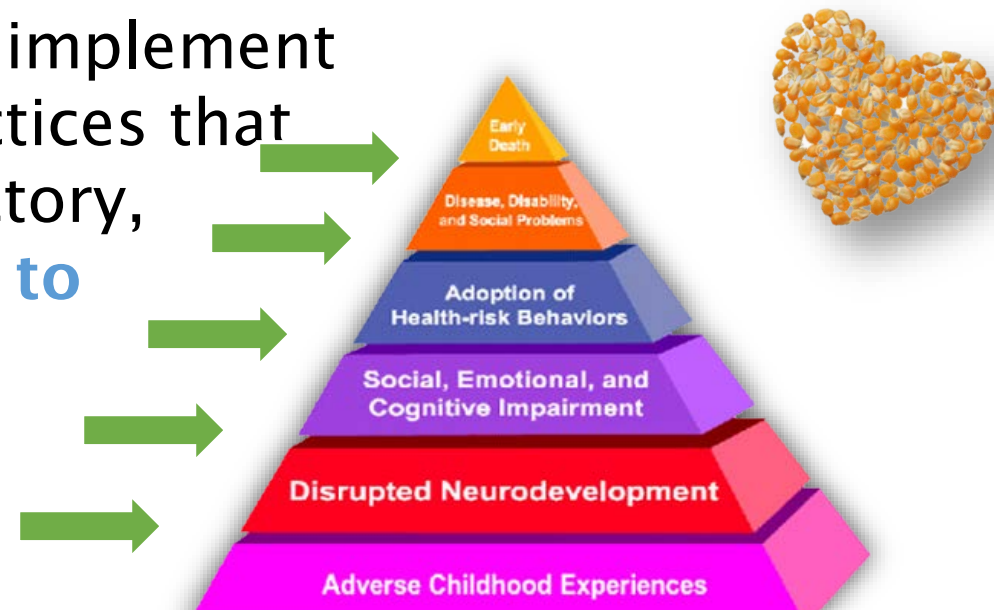 implement
tices that
tory,
to
Early
Death
Disease, Disability,
and Social Problems
Adoption of
Health-risk Behaviors
Social, Emotional, and
Cognitive Impairment
Disrupted Neurodevelopment
Adverse Childhood Experiences